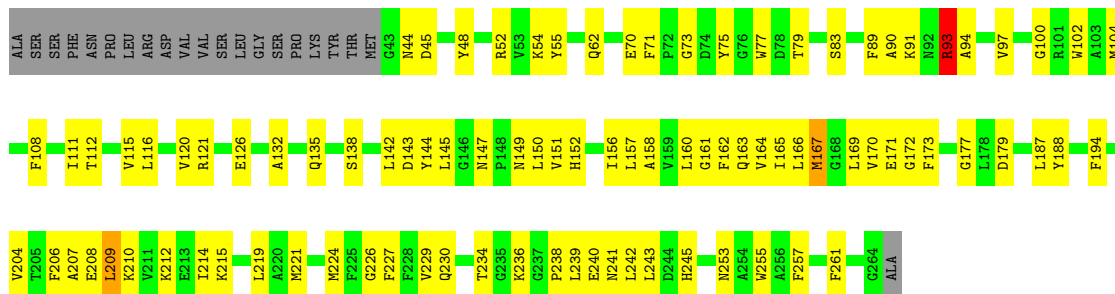 ALA SER SER PHE ASN PRO LEU ARG ASP VAL VAL SER LEU GLY SER PRO LYS TYR THR MET G43 N44 D45 Y48 R52 V53 K54 Y55 Q62 E70 F71 P72 G73 D74 Y75 G76 W77 D78 T79 S83 F89 A90 K91 N92 R93 A94 V97 G100 R101 W102 A103 M104
F108 I111 T112 V115 L116 V120 R121 E126 A132 Q135 S138 L142 D143 Y144 L145 G146 N147 P148 N149 L150 V151 H152 I156 L157 A158 V159 L160 G161 F162 Q163 V164 I165 L166 M167 G168 L169 V170 E171 G172 F173 G177 L178 D179 L187 Y188 F194
V204 T205 F206 A207 E208 L209 K210 V211 K212 E213 I214 K215 L219 A220 M221 M224 F225 G226 F227 F228 V229 Q230 T234 G235 K236 G237 P238 L239 E240 N241 L242 L243 D244 H245 N253 A254 W255 A256 F257 F261 G264 ALA